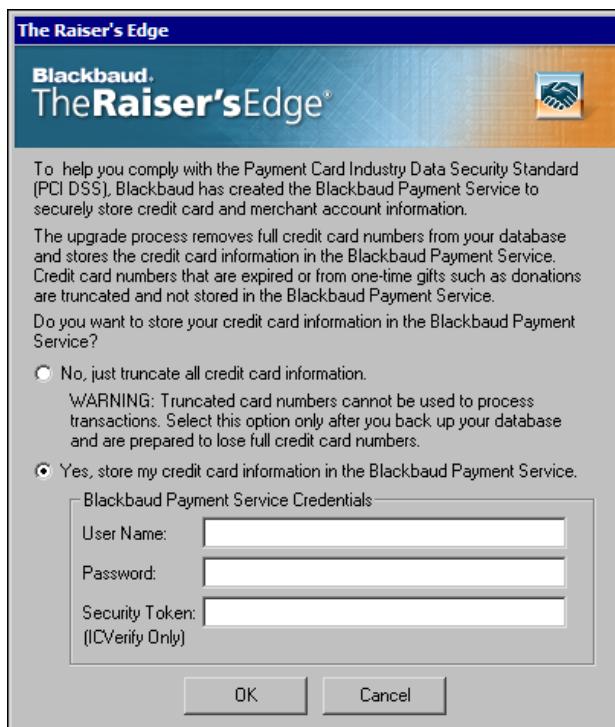 The Raiser's Edge
Blackbaud®
TheRaiser'sEdge®
To help you comply with the Payment Card Industry Data Security Standard
(PCI DSS), Blackbaud has created the Blackbaud Payment Service to
securely store credit card and merchant account information.
The upgrade process removes full credit card numbers from your database
and stores the credit card information in the Blackbaud Payment Service.
Credit card numbers that are expired or from one-time gifts such as donations
are truncated and not stored in the Blackbaud Payment Service.
Do you want to store your credit card information in the Blackbaud Payment
Service?
No, just truncate all credit card information.
WARNING: Truncated card numbers cannot be used to process
transactions. Select this option only after you back up your database
and are prepared to lose full credit card numbers.
Yes, store my credit card information in the Blackbaud Payment Service.
Blackbaud Payment Service Credentials
User Name:
Password:
Security Token:
(ICVerify Only)
OK
Cancel